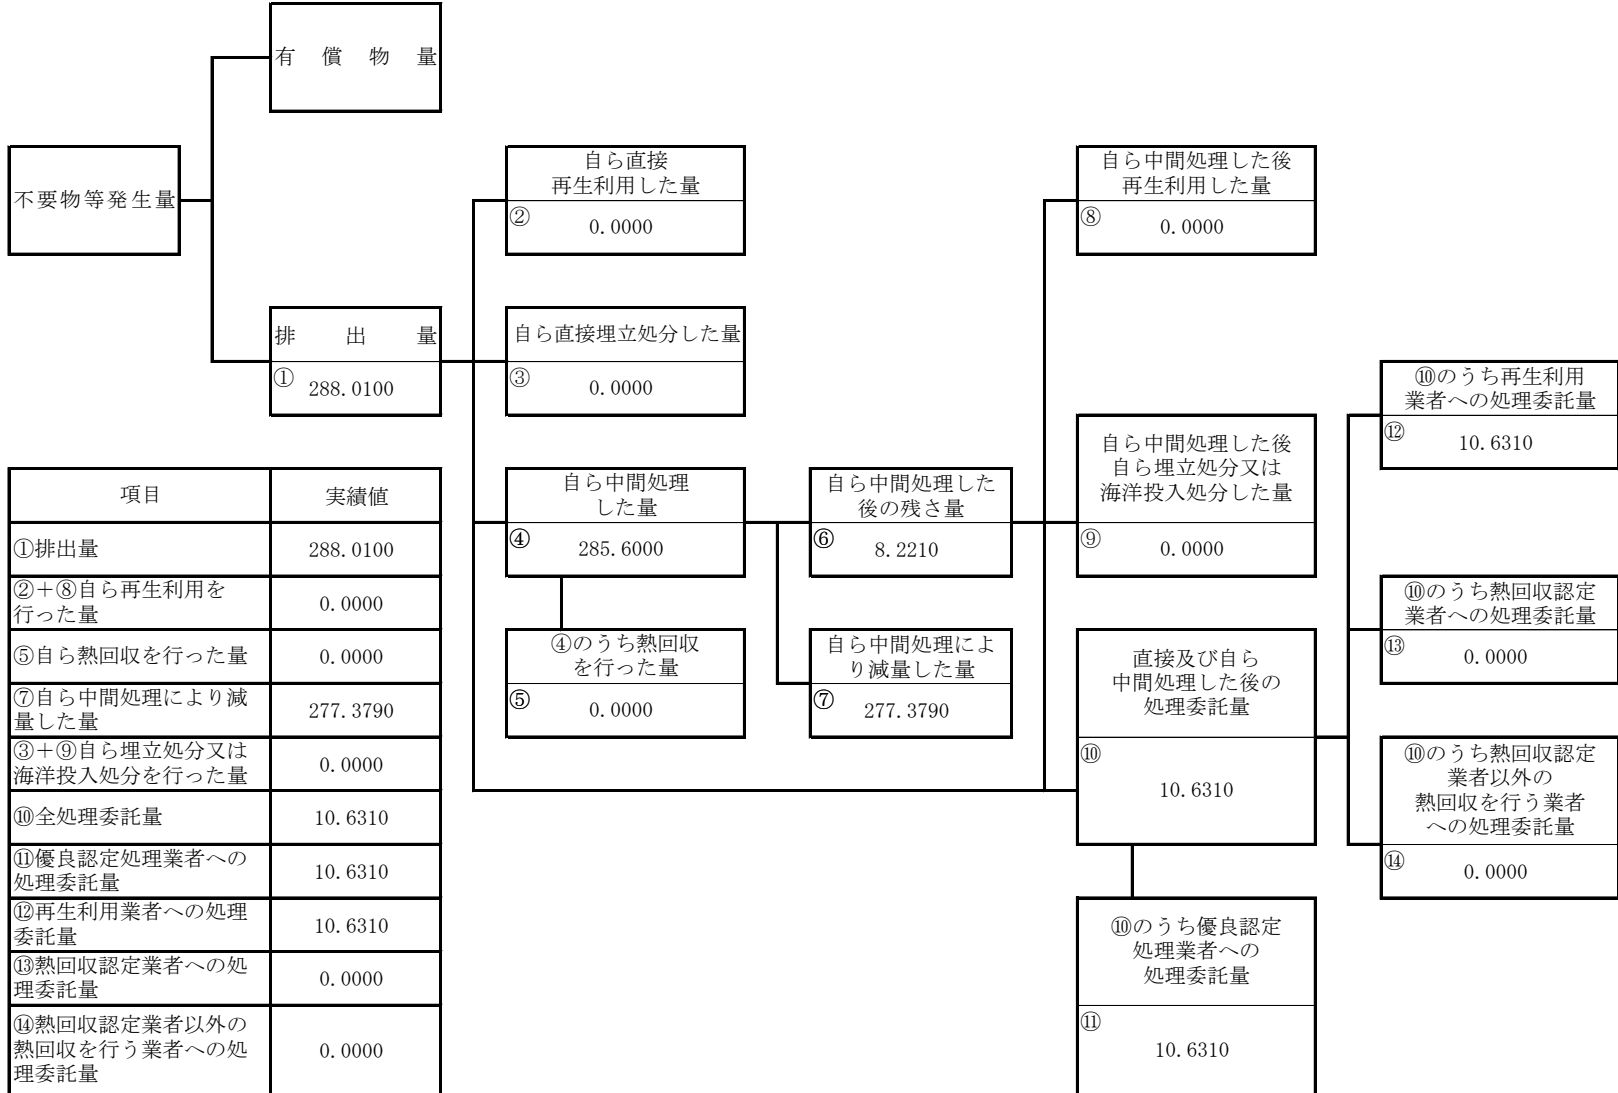 有償物量
不要物等発生量
排出量
① 288.0100
自ら直接
再生利用した量
② 0.0000
自ら直接埋立処分した量
③ 0.0000
自ら中間処理
した量
④ 285.6000
④のうち熱回収
を行った量
⑤ 0.0000
自ら中間処理した
後の残さ量
⑥ 8.2210
自ら中間処理によ
り減量した量
⑦ 277.3790
自ら中間処理した後
再生利用した量
⑧ 0.0000
自ら中間処理した後
自ら埋立処分又は
海洋投入処分した量
⑨ 0.0000
直接及び自ら
中間処理した後の
処理委託量
⑩ 10.6310
⑩のうち優良認定
処理業者への
処理委託量
⑪ 10.6310
⑩のうち再生利用
業者への処理委託量
⑫ 10.6310
⑩のうち熱回収認定
業者への処理委託量
⑬ 0.0000
⑩のうち熱回収認定
業者以外の
熱回収を行う業者
への処理委託量
⑭ 0.0000
項目 実績値
①排出量 288.0100
②+⑧自ら再生利用を
行った量 0.0000
⑤自ら熱回収を行った量 0.0000
⑦自ら中間処理により減
量した量 277.3790
③+⑨自ら埋立処分又は
海洋投入処分を行った量 0.0000
⑩全処理委託量 10.6310
⑪優良認定処理業者への
処理委託量 10.6310
⑫再生利用業者への処理
委託量 10.6310
⑬熱回収認定業者への処
理委託量 0.0000
⑭熱回収認定業者以外の
熱回収を行う業者への処
理委託量 0.0000